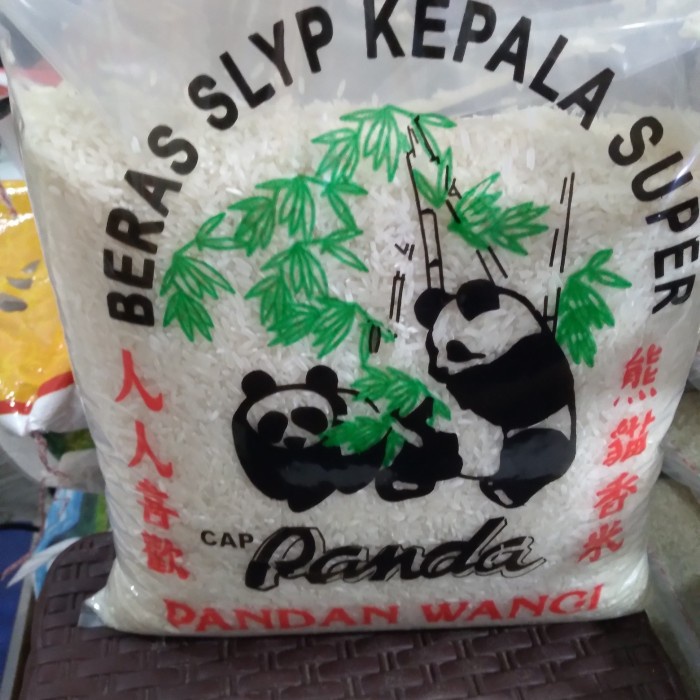 BERAS SLYP KEPALA SUPER
人人喜歡
熊貓香米
CAP Panda
PANDAN WANGI